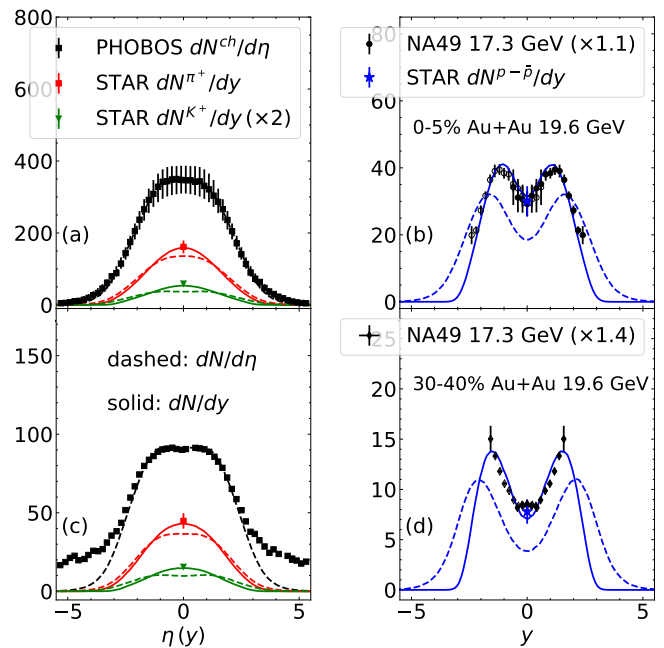 800
600
400
200
0
PHOBOS dN^{ch}/dη
STAR dN^{π^+}/dy
STAR dN^{K^+}/dy (×2)
(a)
80
60
40
20
0
NA49 17.3 GeV (×1.1)
STAR dN^{p−p̄}/dy
0-5% Au+Au 19.6 GeV
(b)
150
100
50
0
dashed: dN/dη
solid: dN/dy
(c)
−5
0
5
η (y)
25
20
15
10
5
0
NA49 17.3 GeV (×1.4)
30-40% Au+Au 19.6 GeV
(d)
−5
0
5
y